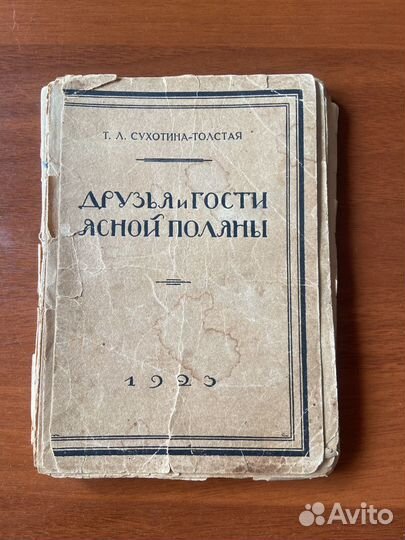 Т. Л. СУХОТИНА-ТОЛСТАЯ
ДРУЗЬЯ и ГОСТИ
ЯСНОЙ ПОЛЯНЫ
1923
Avito